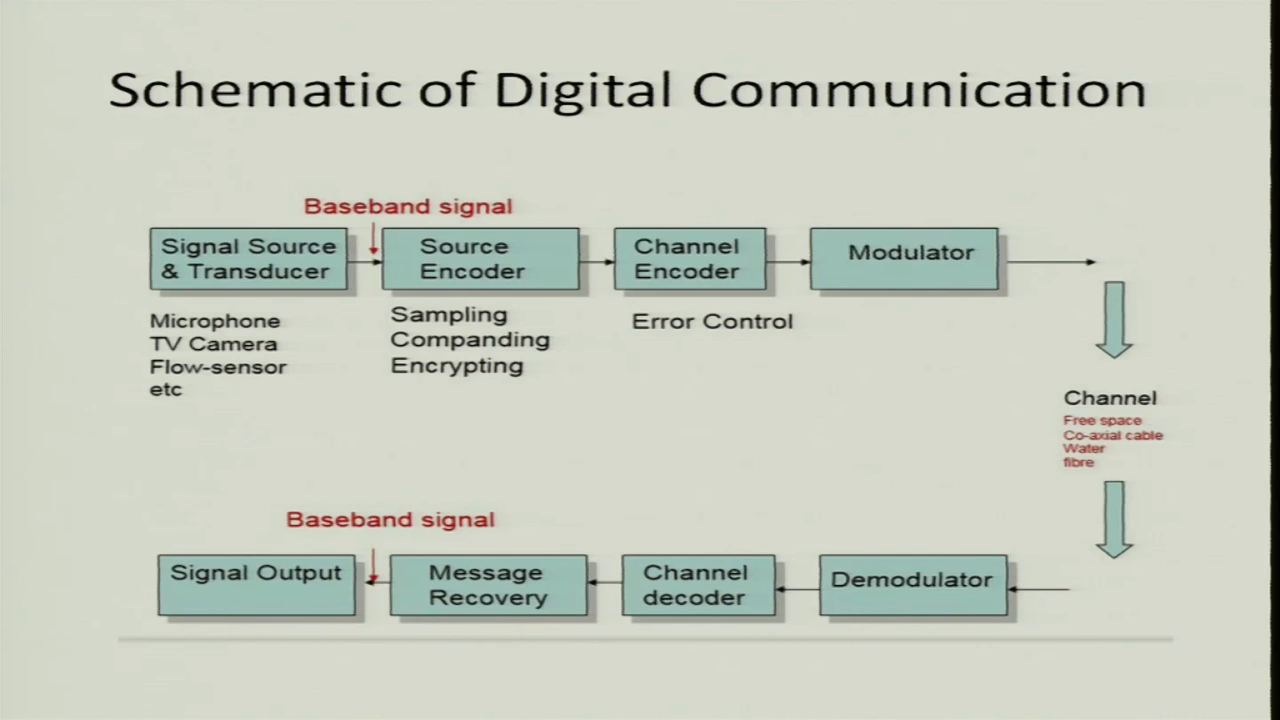 Schematic of Digital Communication
Baseband signal
Signal Source
& Transducer
Source
Encoder
Channel
Encoder
Modulator
Microphone
TV Camera
Flow-sensor
etc
Sampling
Companding
Encrypting
Error Control
Channel
Free space
Co-axial cable
Water
fibre
Baseband signal
Signal Output
Message
Recovery
Channel
decoder
Demodulator